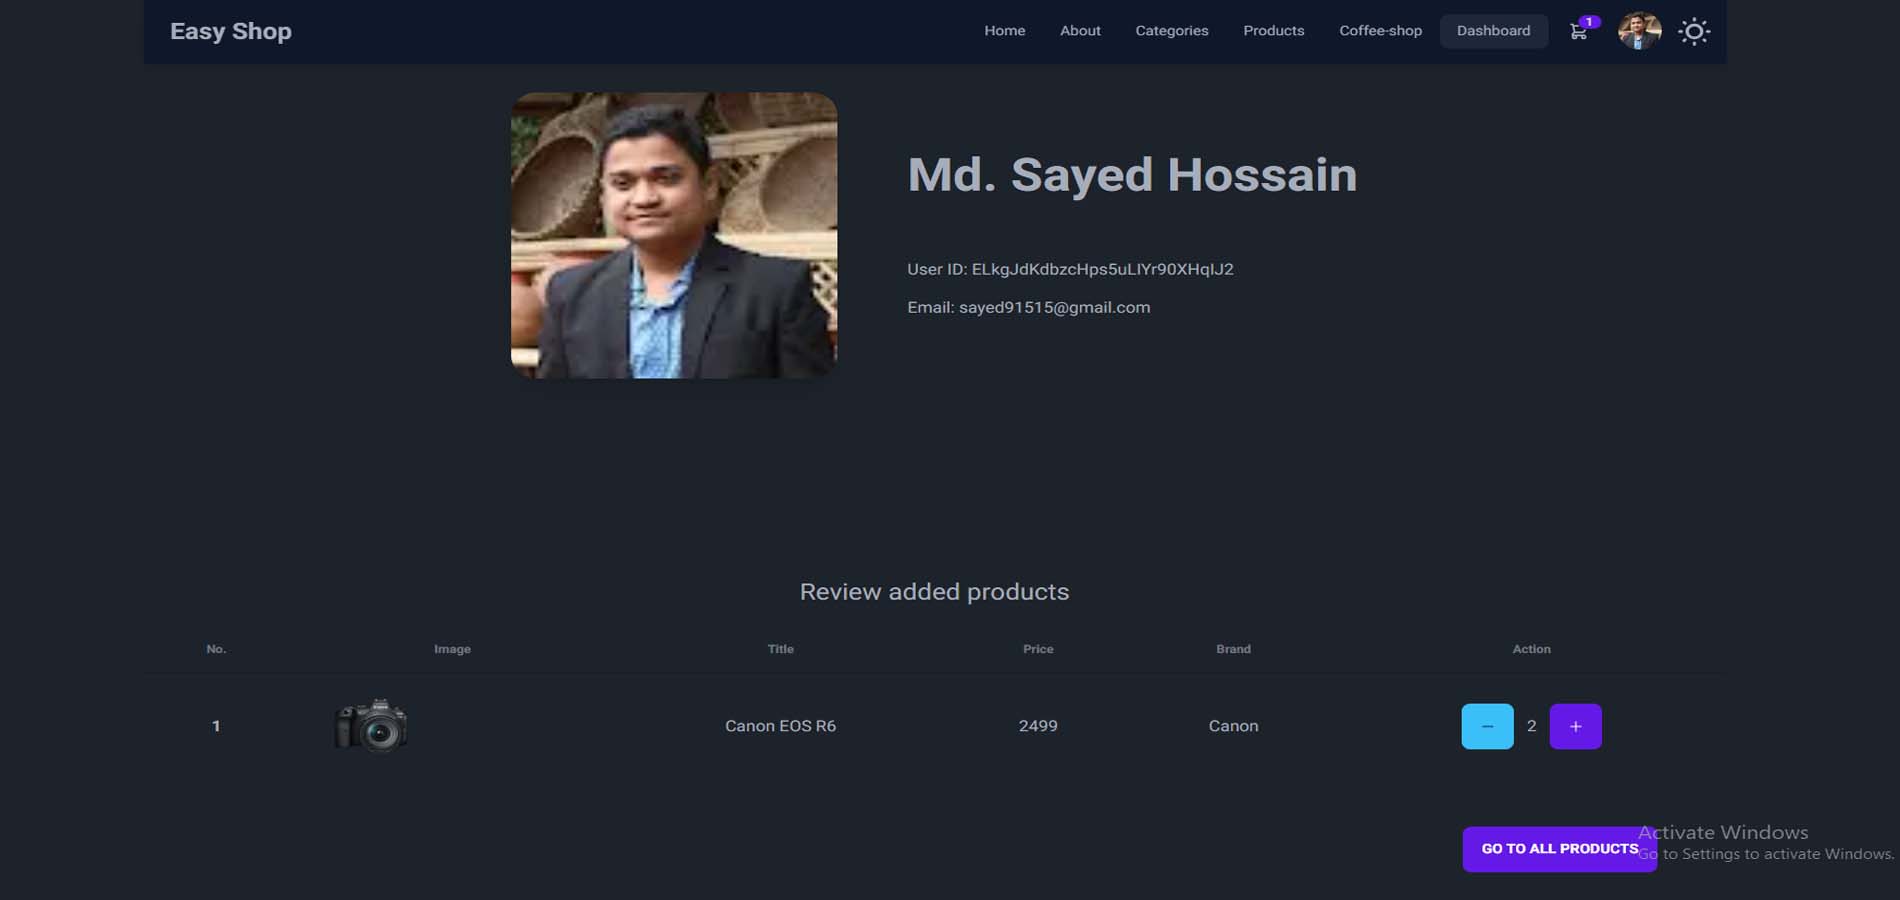 Easy Shop
Home About Categories Products Coffee-shop Dashboard 1
Md. Sayed Hossain
User ID: ELkgJdKdbzcHps5uLIYr90XHqIJ2
Email: sayed91515@gmail.com
Review added products
No. Image Title Price Brand Action
1 Canon EOS R6 2499 Canon − 2 +
Activate Windows
GO TO ALL PRODUCTS
Go to Settings to activate Windows.